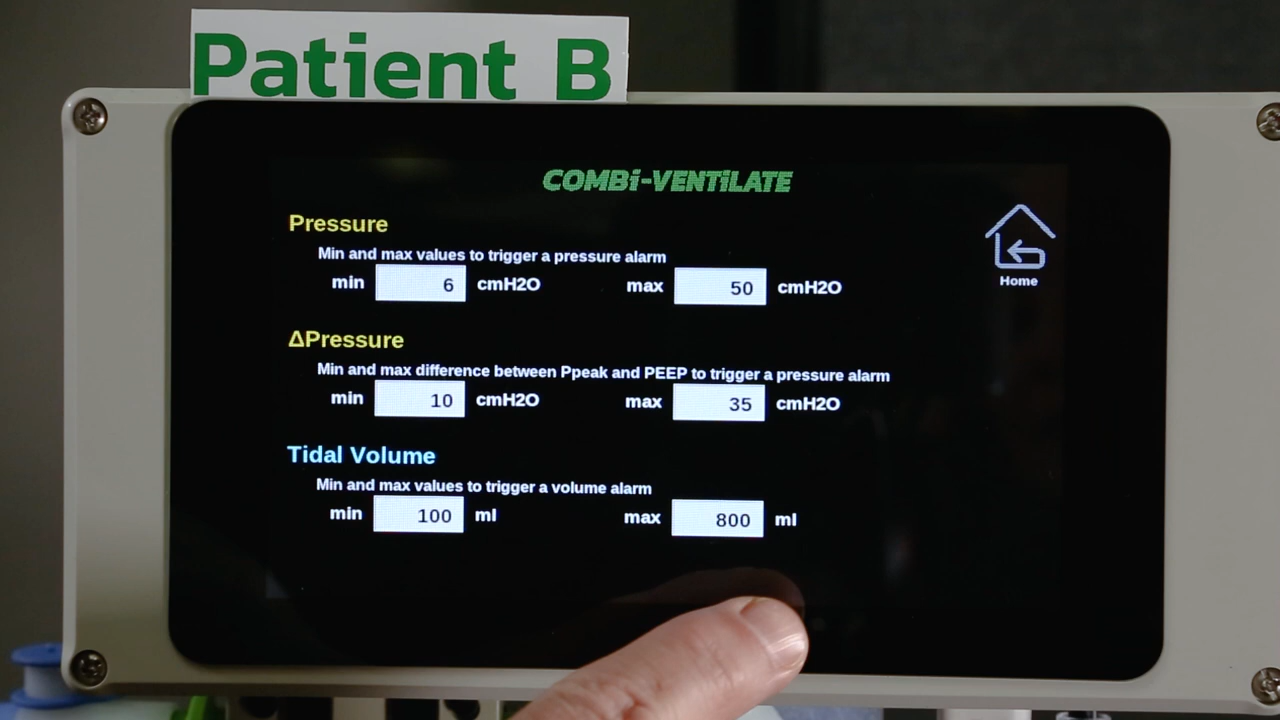 Patient B
COMBi-VENTiLATE
Pressure
Min and max values to trigger a pressure alarm
min 6 cmH2O max 50 cmH2O
Home
ΔPressure
Min and max difference between Ppeak and PEEP to trigger a pressure alarm
min 10 cmH2O max 35 cmH2O
Tidal Volume
Min and max values to trigger a volume alarm
min 100 ml max 800 ml